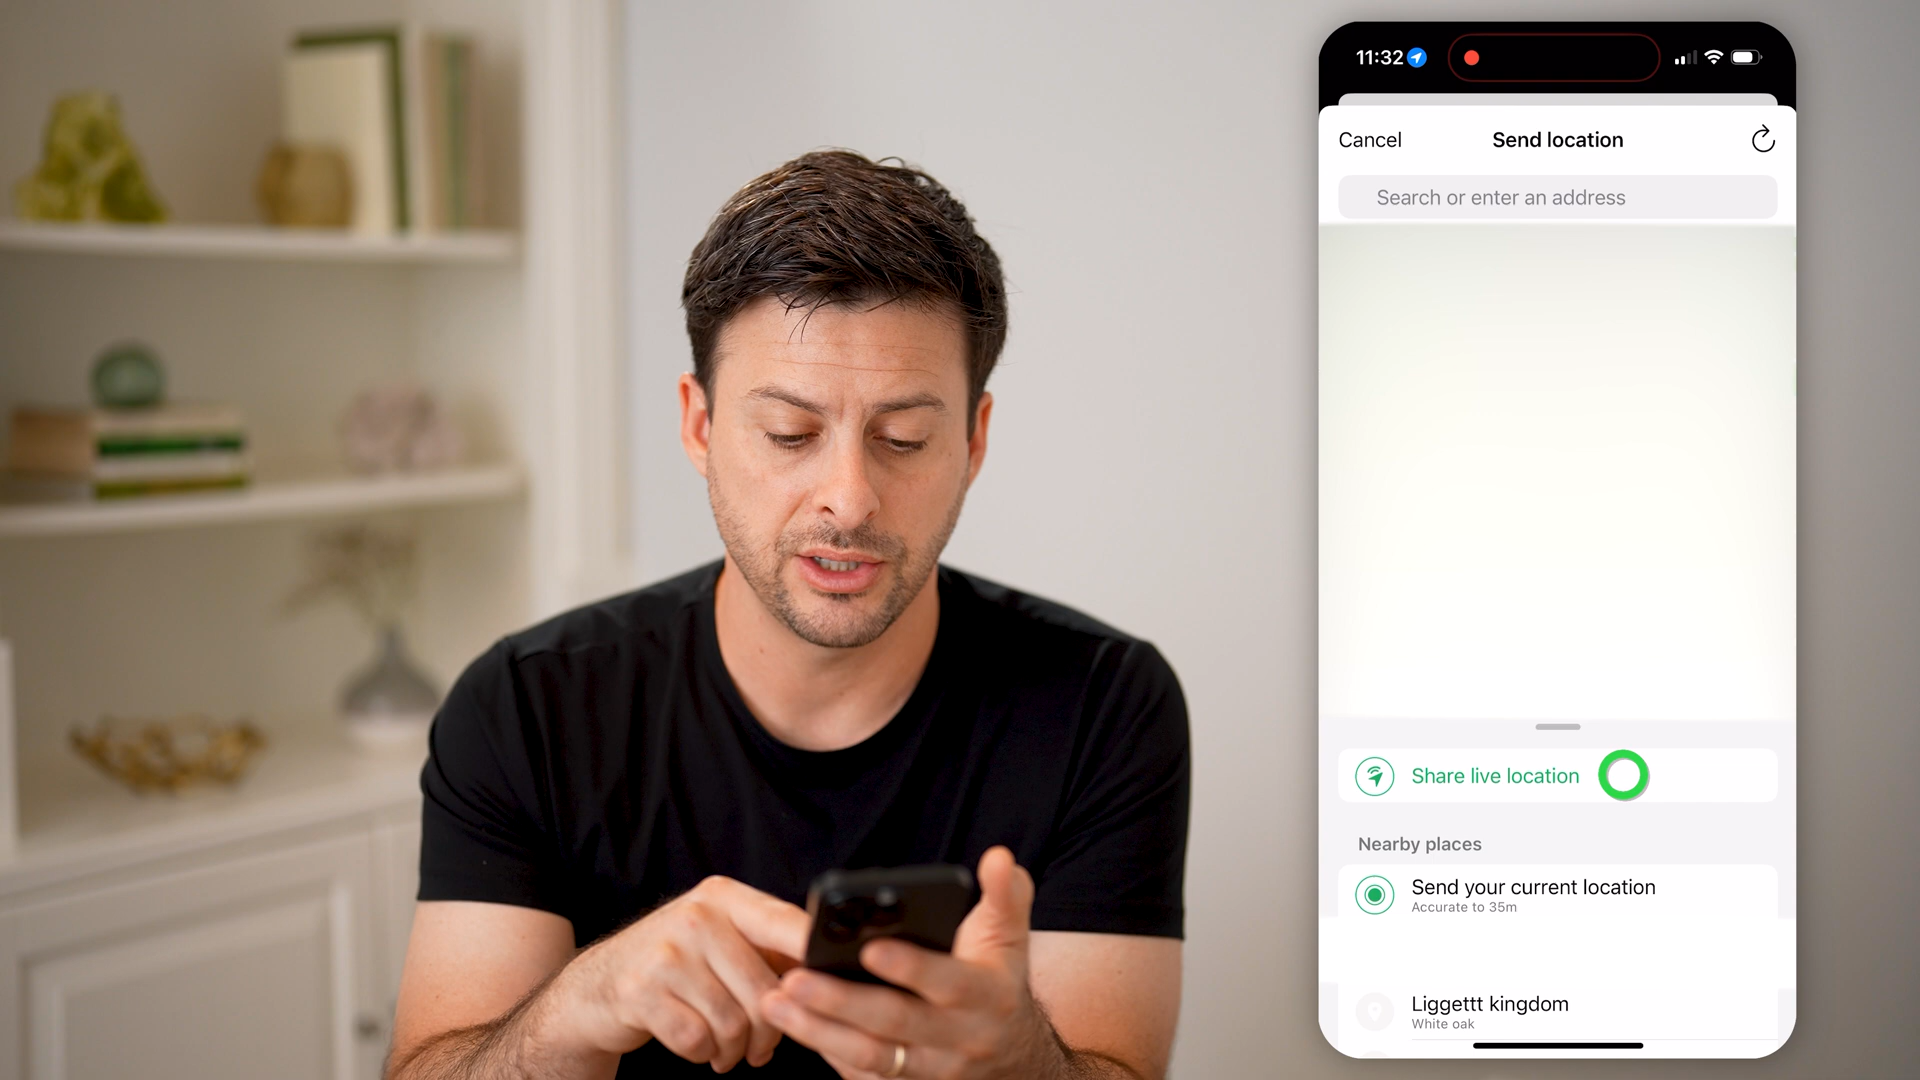 11:32
Cancel
Send location
Search or enter an address
Share live location
Nearby places
Send your current location
Accurate to 35m
Liggettt kingdom
White oak